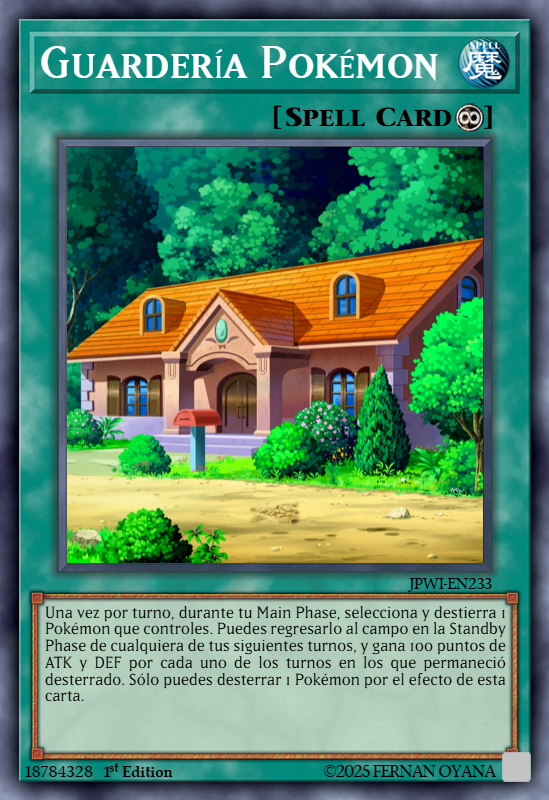 Guardería Pokémon
SPELL
魔
[Spell Card]
JPWI-EN233
Una vez por turno, durante tu Main Phase, selecciona y destierra 1
Pokémon que controles. Puedes regresarlo al campo en la Standby
Phase de cualquiera de tus siguientes turnos, y gana 100 puntos de
ATK y DEF por cada uno de los turnos en los que permaneció
desterrado. Sólo puedes desterrar 1 Pokémon por el efecto de esta
carta.
18784328 1st Edition ©2025 FERNAN OYANA